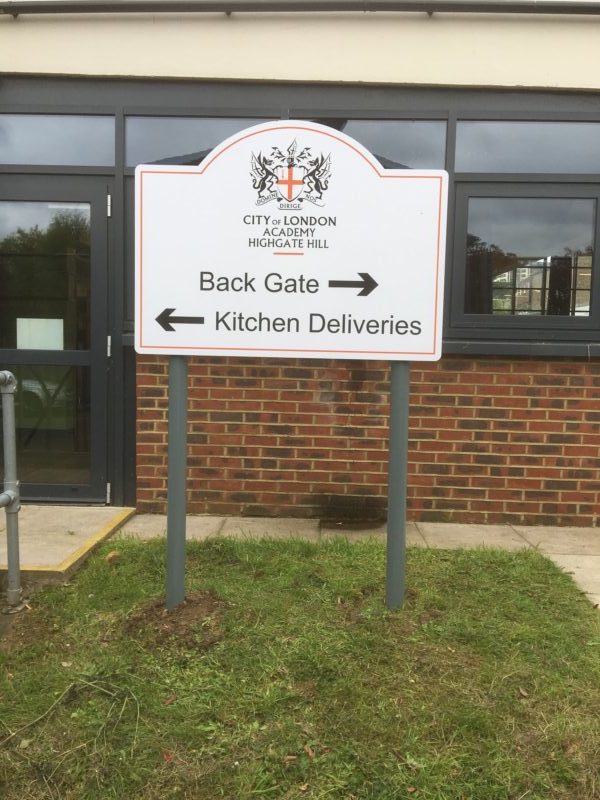 DOMINE DIRIGE NOS
CITY OF LONDON
ACADEMY
HIGHGATE HILL
Back Gate
Kitchen Deliveries